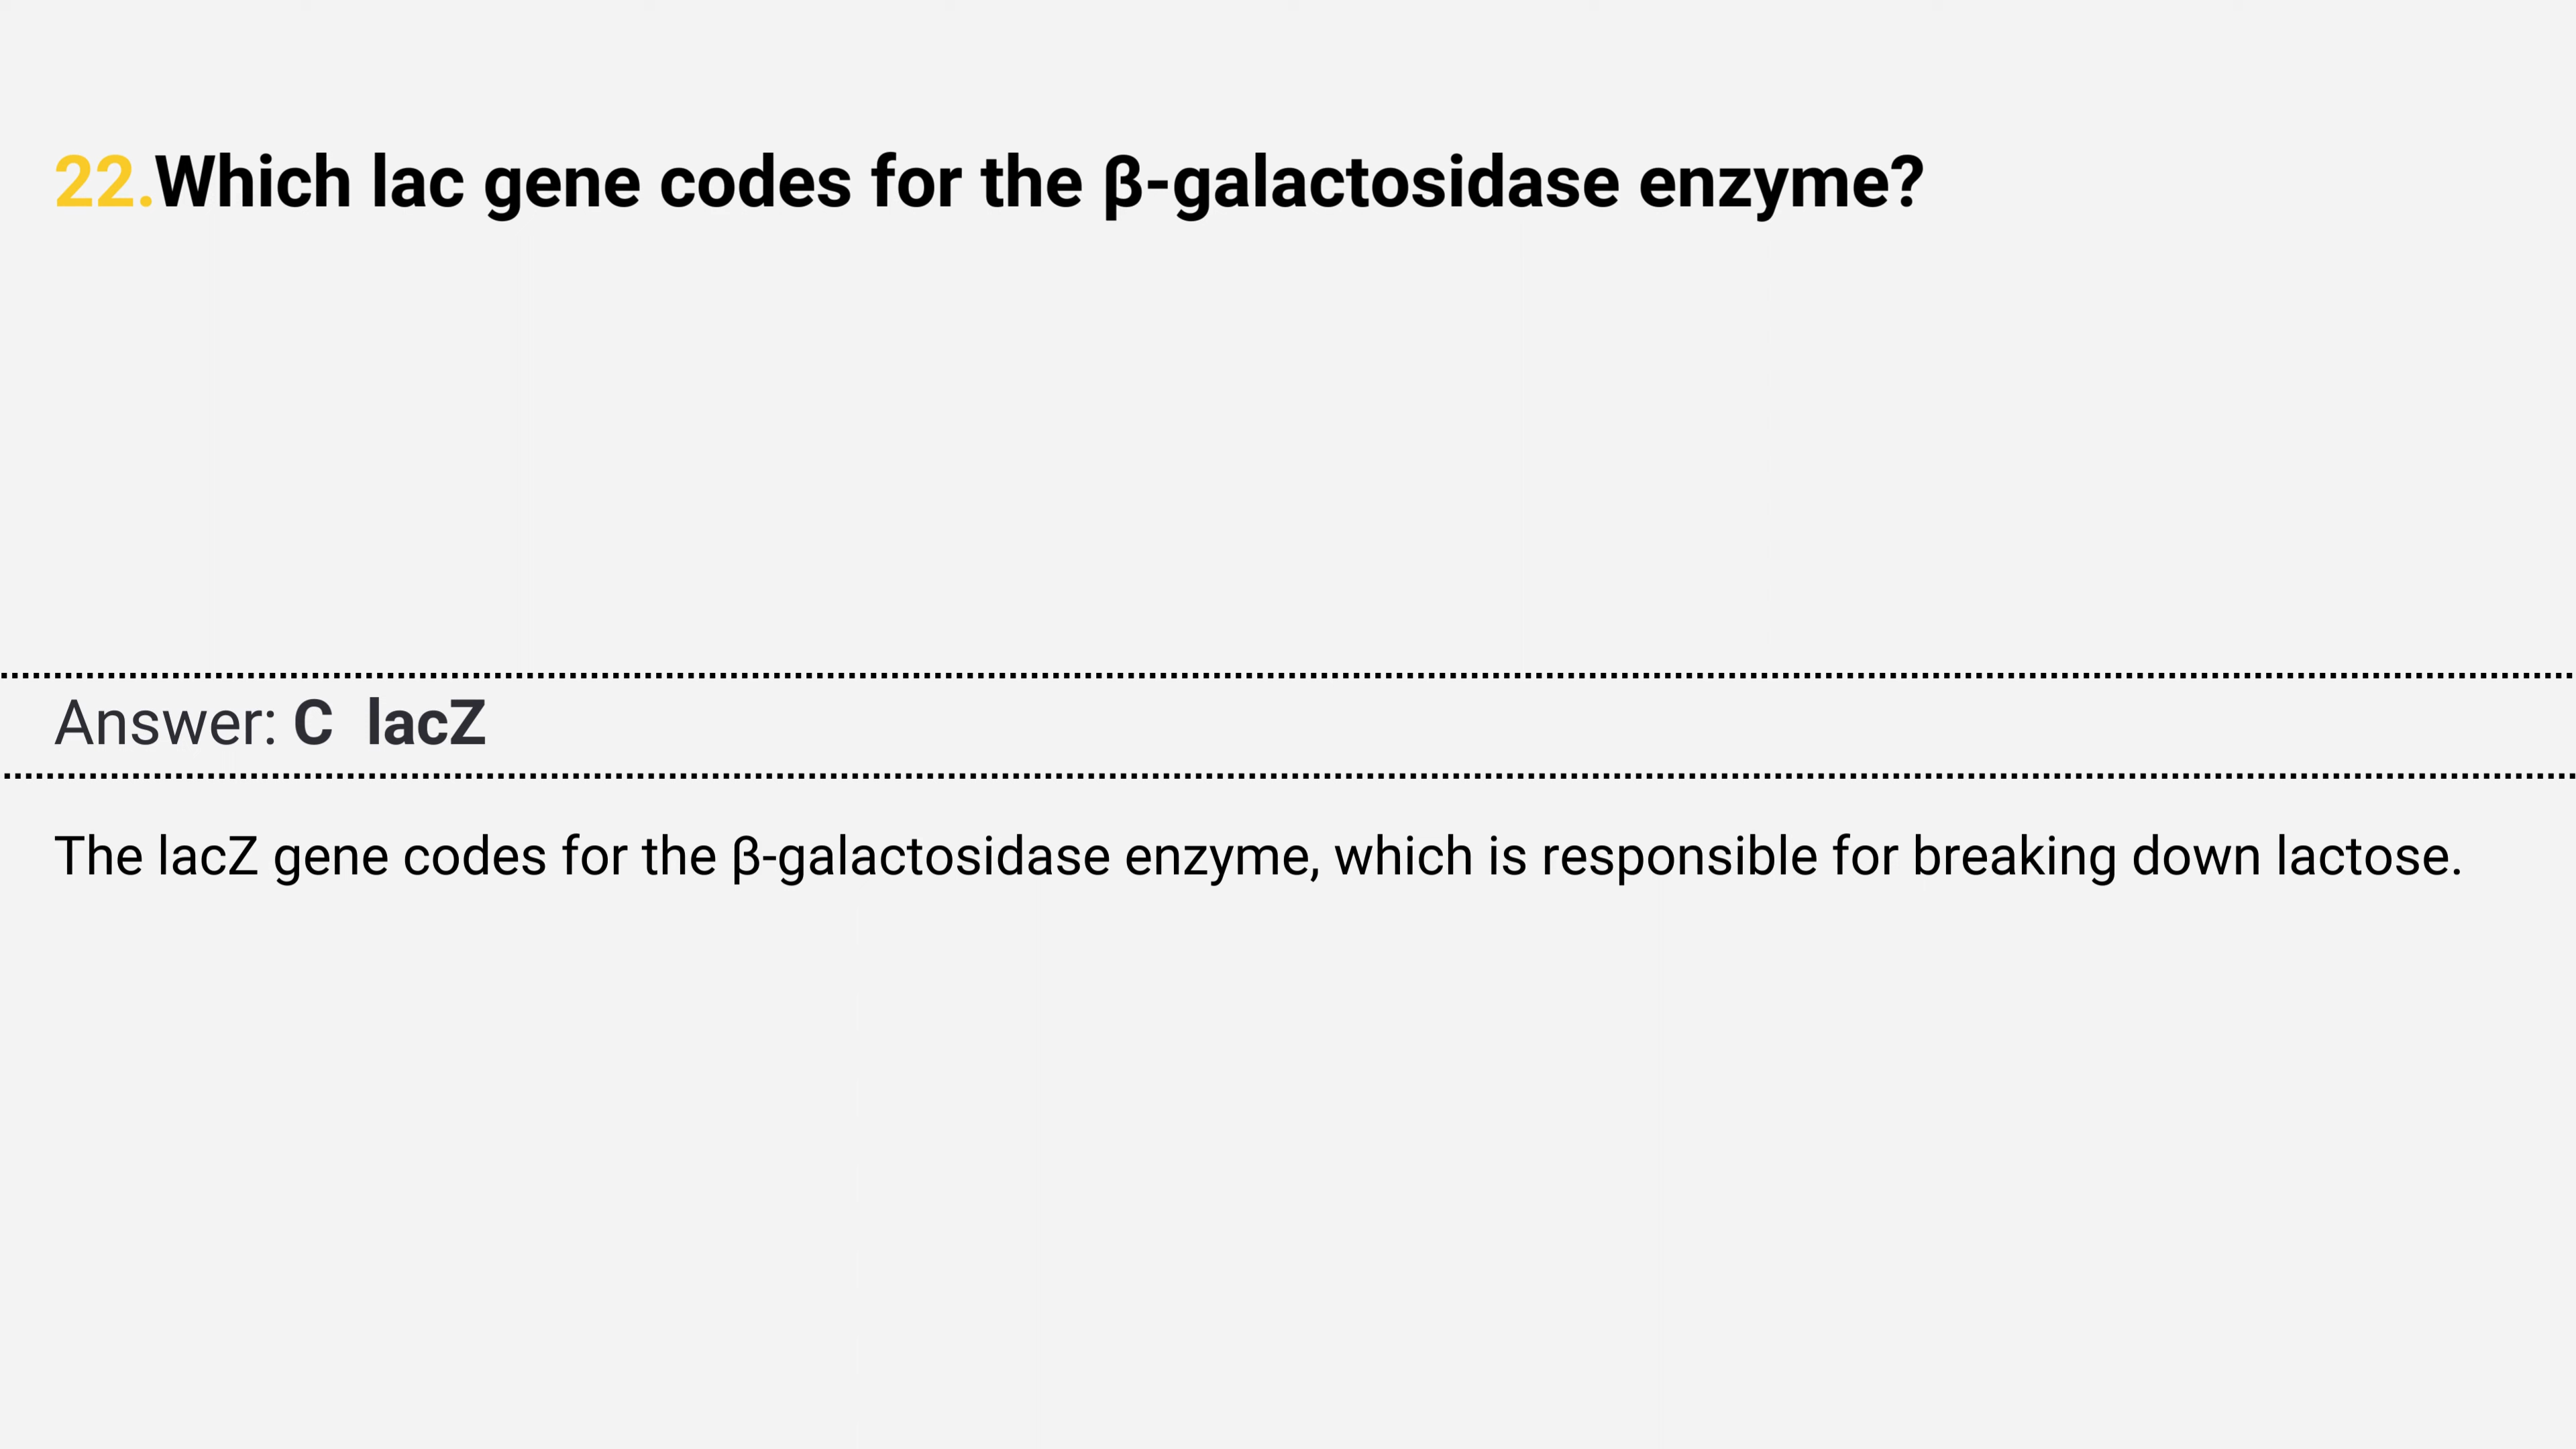 22.Which lac gene codes for the β-galactosidase enzyme?
Answer: C lacZ
The lacZ gene codes for the β-galactosidase enzyme, which is responsible for breaking down lactose.